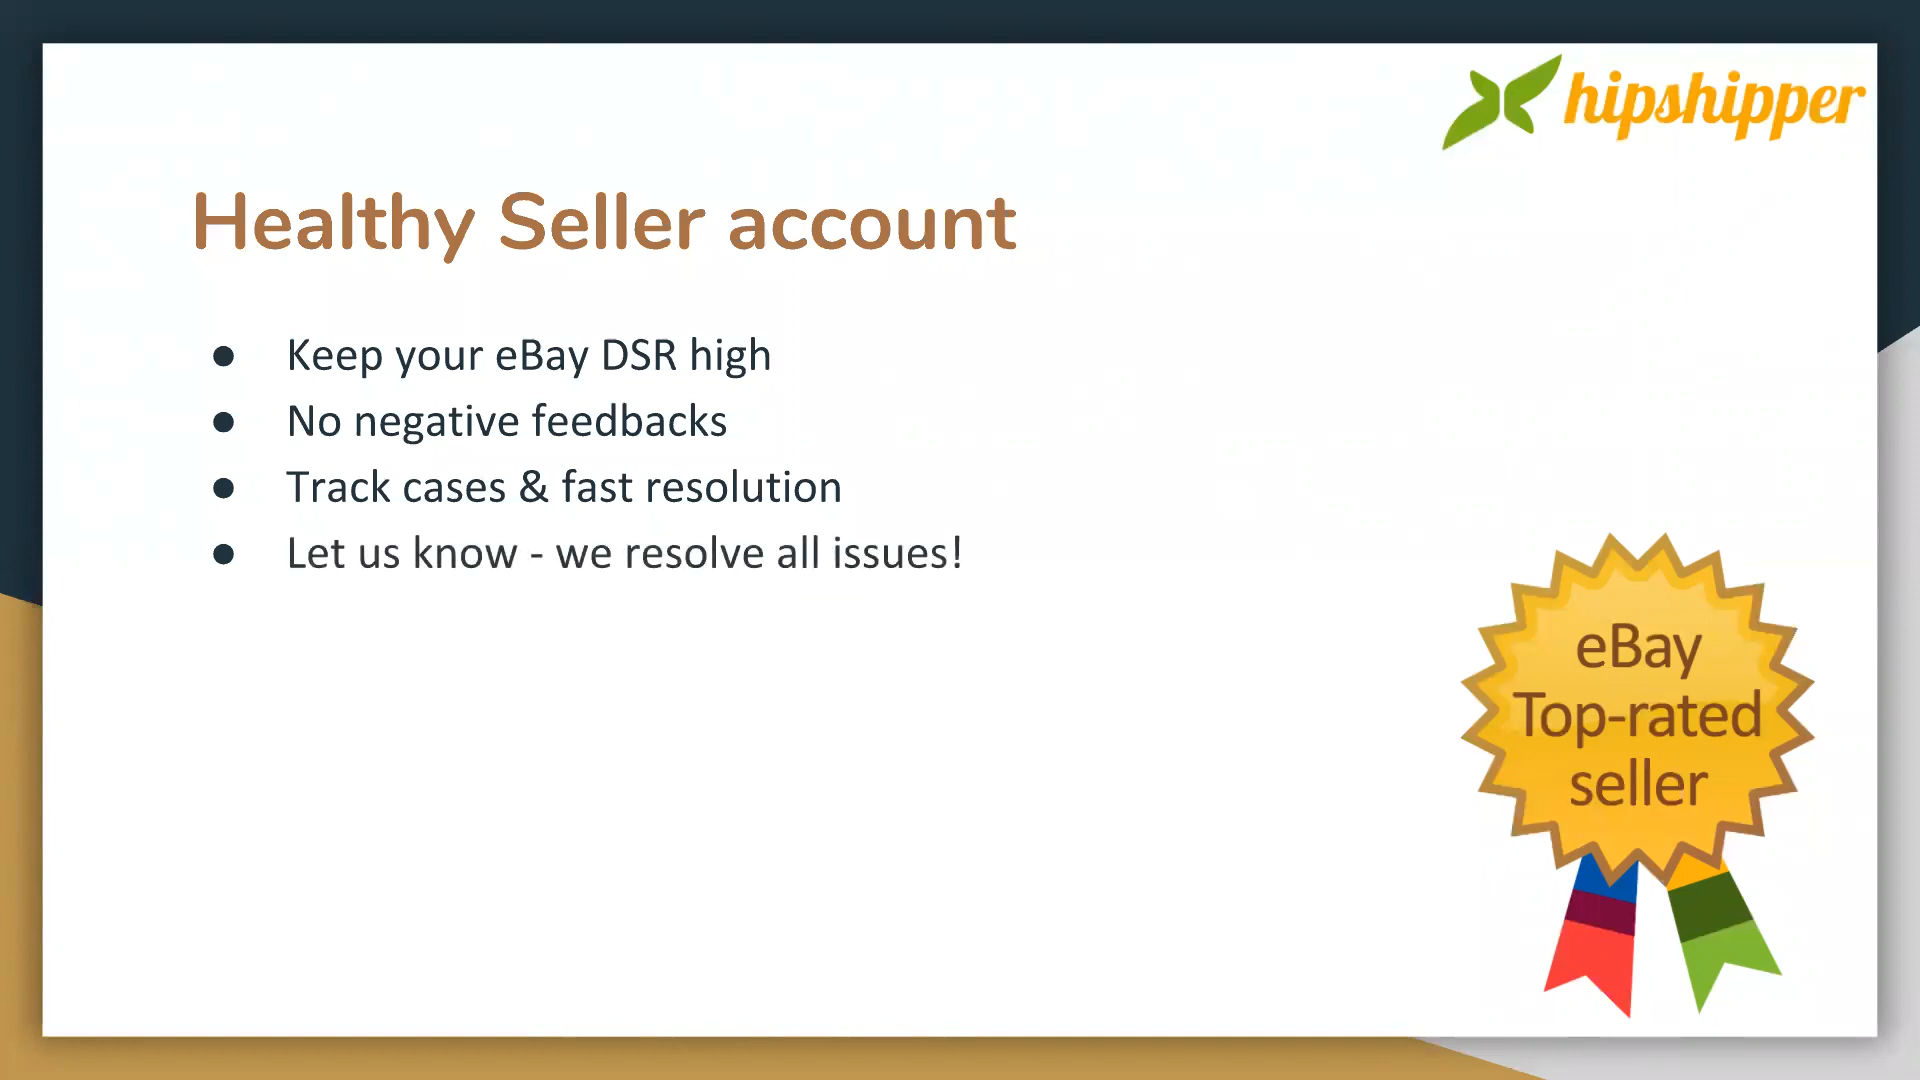 hipshipper
Healthy Seller account
● Keep your eBay DSR high
● No negative feedbacks
● Track cases & fast resolution
● Let us know - we resolve all issues!
eBay
Top-rated
seller